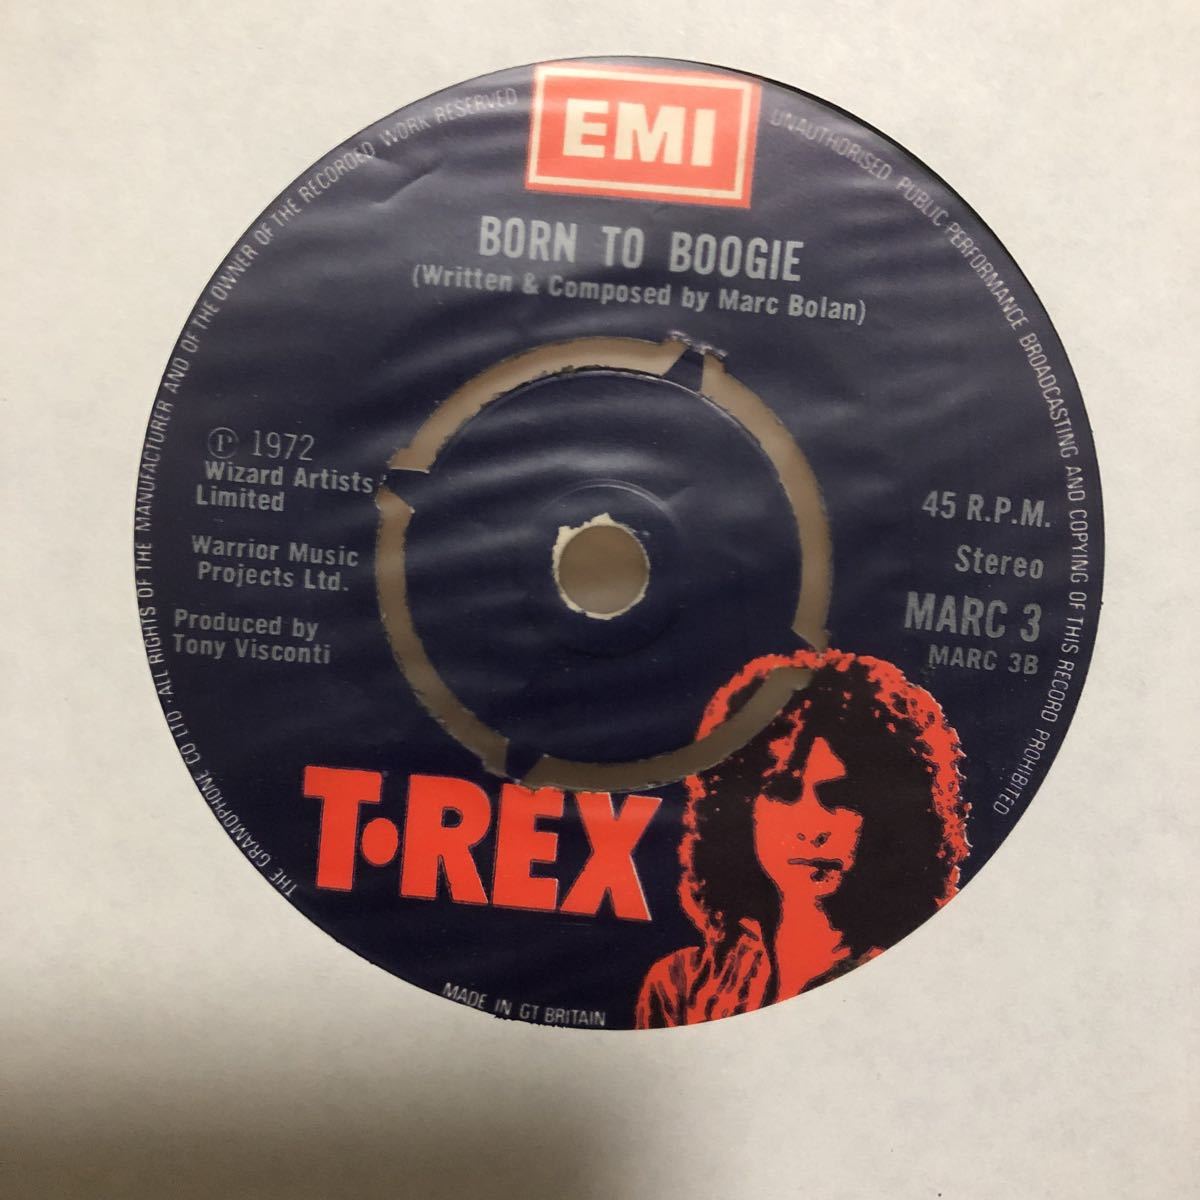 EMI
BORN TO BOOGIE
(Written & Composed by Marc Bolan)
Ⓟ 1972
Wizard Artists
Limited
Warrior Music
Projects Ltd.
Produced by
Tony Visconti
45 R.P.M.
Stereo
MARC 3
MARC 3B
T•REX
THE GRAMOPHONE CO LTD · ALL RIGHTS OF THE MANUFACTURER AND OF THE OWNER OF THE RECORDED WORK RESERVED
UNAUTHORISED PUBLIC PERFORMANCE BROADCASTING AND COPYING OF THIS RECORD PROHIBITED
MADE IN GT BRITAIN